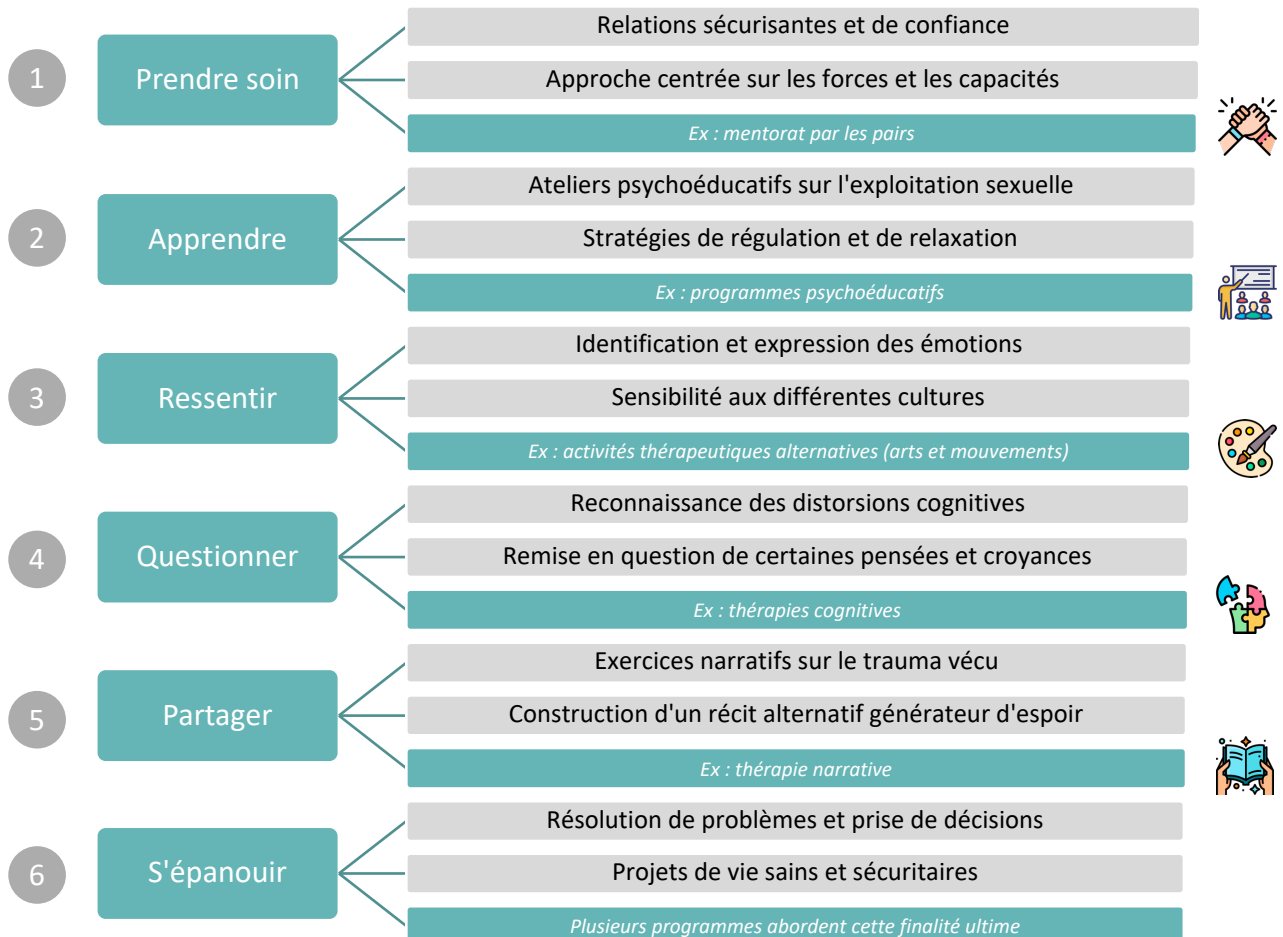 1
Prendre soin
Relations sécurisantes et de confiance
Approche centrée sur les forces et les capacités
Ex : mentorat par les pairs
2
Apprendre
Ateliers psychoéducatifs sur l'exploitation sexuelle
Stratégies de régulation et de relaxation
Ex : programmes psychoéducatifs
3
Ressentir
Identification et expression des émotions
Sensibilité aux différentes cultures
Ex : activités thérapeutiques alternatives (arts et mouvements)
4
Questionner
Reconnaissance des distorsions cognitives
Remise en question de certaines pensées et croyances
Ex : thérapies cognitives
5
Partager
Exercices narratifs sur le trauma vécu
Construction d'un récit alternatif générateur d'espoir
Ex : thérapie narrative
6
S'épanouir
Résolution de problèmes et prise de décisions
Projets de vie sains et sécuritaires
Plusieurs programmes abordent cette finalité ultime